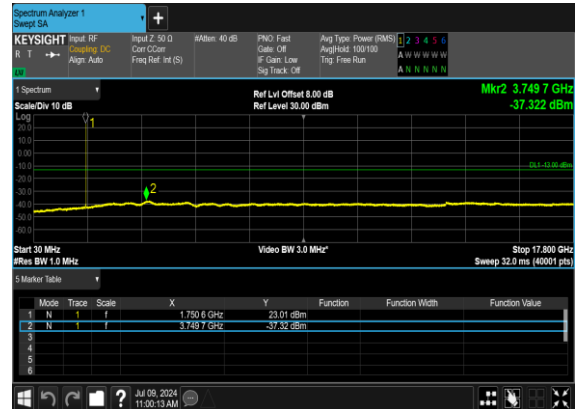 Spectrum Analyzer 1
Swept SA
+
KEYSIGHT Input: RF Input Z: 50 Ω #Atten: 40 dB PNO: Fast Avg Type: Power (RMS) 1 2 3 4 5 6
R T Coupling: DC Corr CCorr Gate: Off Avg|Hold: 100/100 A W W W W W
Align: Auto Freq Ref: Int (S) IF Gain: Low Trig: Free Run
Sig Track: Off A N N N N N
1 Spectrum
Ref Lvl Offset 8.00 dB Mkr2 3.749 7 GHz
Scale/Div 10 dB Ref Level 30.00 dBm -37.322 dBm
Log
20.0
10.0
0.00
-10.0
-20.0
-30.0
-40.0
-50.0
-60.0
1
2
DL1 -13.00 dBm
Start 30 MHz Video BW 3.0 MHz* Stop 17.800 GHz
#Res BW 1.0 MHz Sweep 32.0 ms (40001 pts)
5 Marker Table
Mode Trace Scale X Y Function Function Width Function Value
1 N 1 f 1.750 6 GHz 23.01 dBm
2 N 1 f 3.749 7 GHz -37.32 dBm
3
4
5
6
? Jul 09, 2024
11:00:13 AM